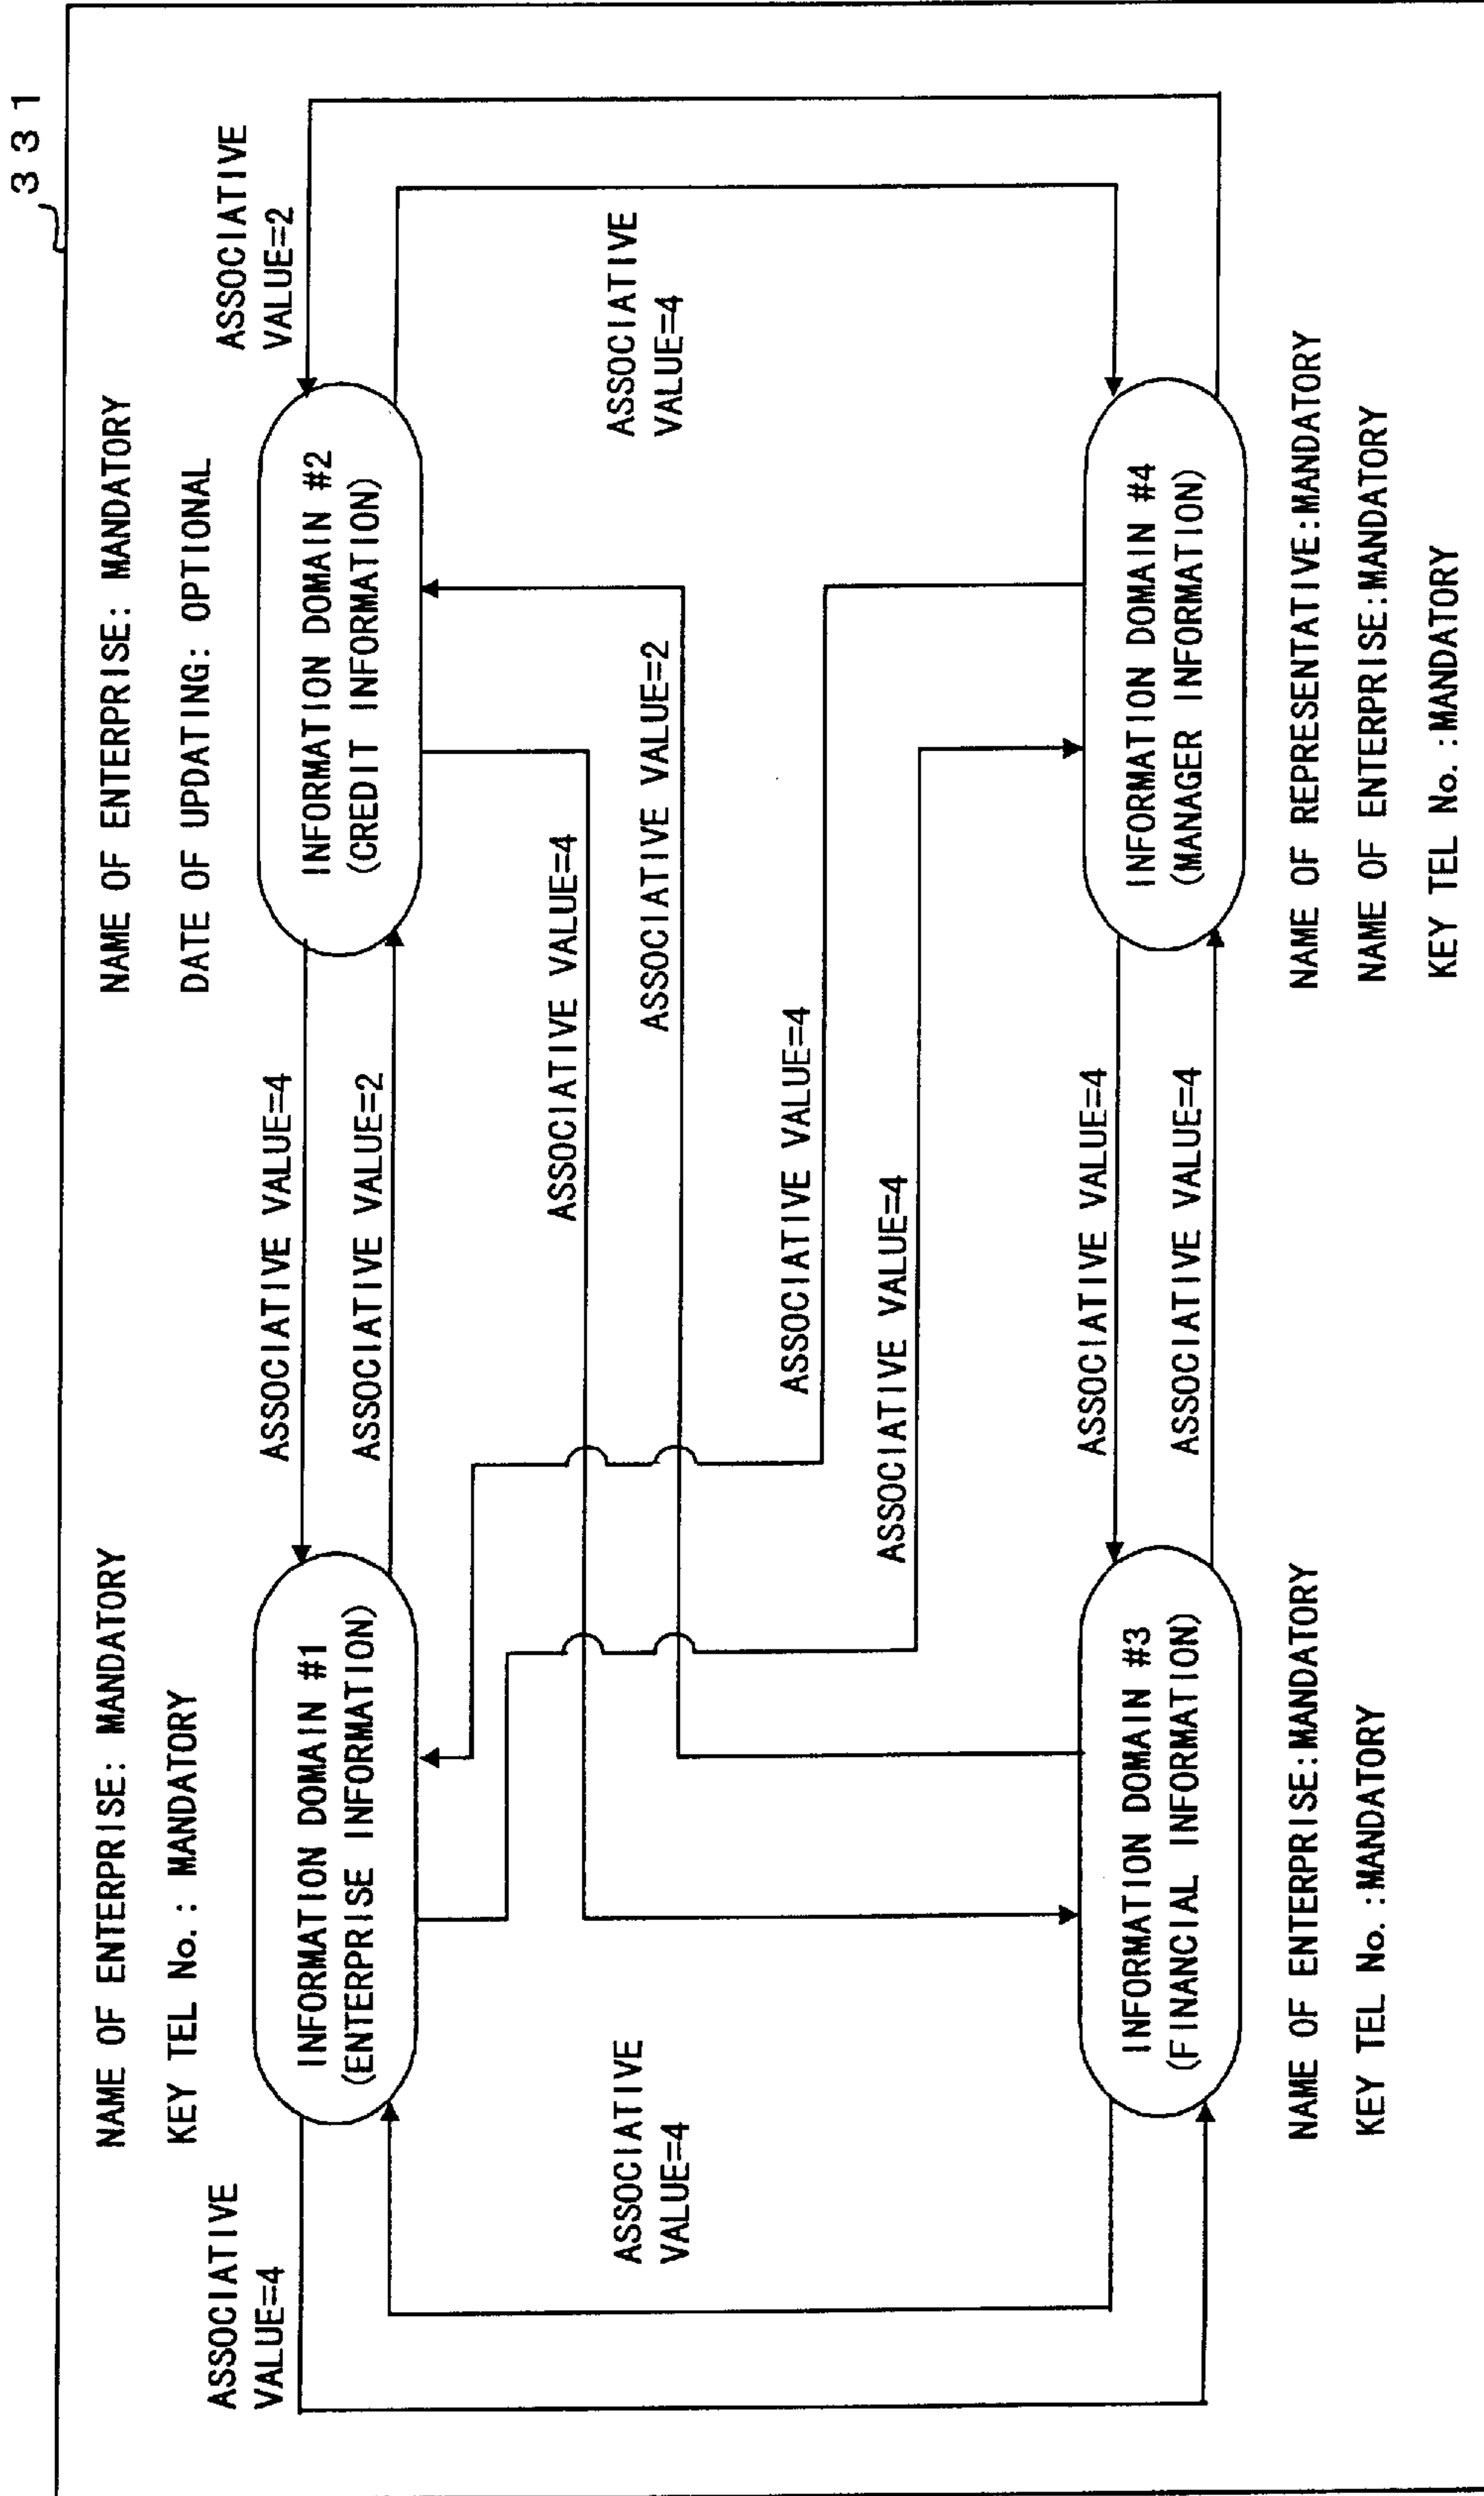 3 3 1
NAME OF ENTERPRISE: MANDATORY
KEY TEL No.: MANDATORY
NAME OF ENTERPRISE: MANDATORY
DATE OF UPDATING: OPTIONAL
ASSOCIATIVE
VALUE=4
INFORMATION DOMAIN #1
(ENTERPRISE INFORMATION)
ASSOCIATIVE VALUE=4
ASSOCIATIVE VALUE=2
INFORMATION DOMAIN #2
(CREDIT INFORMATION)
ASSOCIATIVE
VALUE=2
ASSOCIATIVE
VALUE=4
ASSOCIATIVE VALUE=4
ASSOCIATIVE VALUE=2
ASSOCIATIVE
VALUE=4
ASSOCIATIVE VALUE=4
ASSOCIATIVE VALUE=4
INFORMATION DOMAIN #3
(FINANCIAL INFORMATION)
ASSOCIATIVE VALUE=4
ASSOCIATIVE VALUE=4
INFORMATION DOMAIN #4
(MANAGER INFORMATION)
NAME OF ENTERPRISE:MANDATORY
KEY TEL No.:MANDATORY
NAME OF REPRESENTATIVE:MANDATORY
NAME OF ENTERPRISE:MANDATORY
KEY TEL No.:MANDATORY